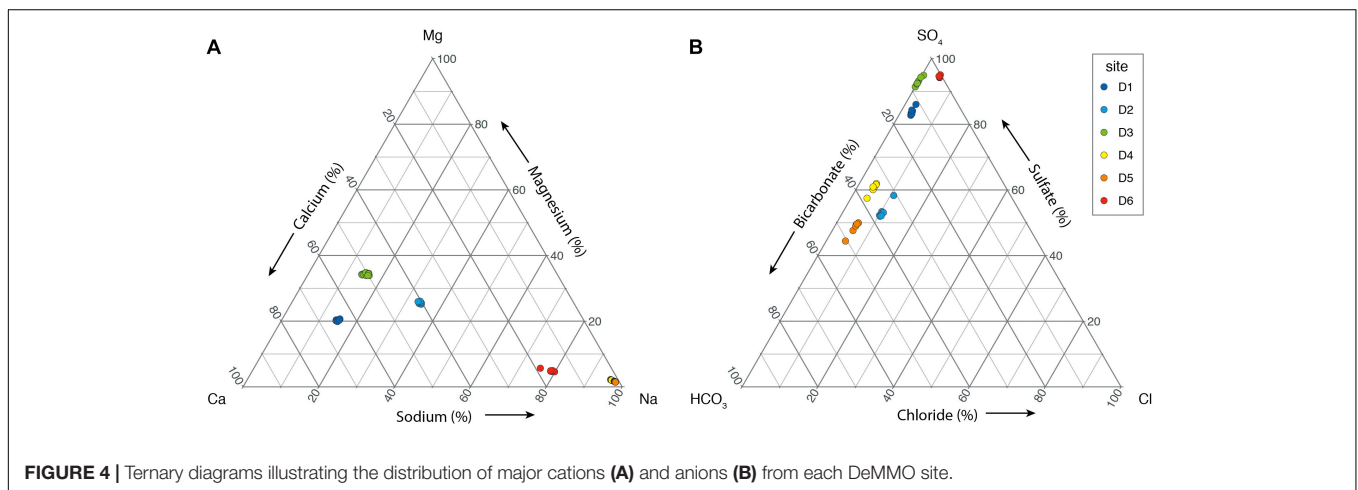 A
Mg
100
20
80
Calcium (%)
Magnesium (%)
40
60
60
40
80
20
100
20
40
60
80
100
Ca
Na
Sodium (%)
B
SO4
100
20
80
Bicarbonate (%)
Sulfate (%)
40
60
60
40
80
20
100
20
40
60
80
100
HCO3
Cl
Chloride (%)
site
D1
D2
D3
D4
D5
D6
FIGURE 4 | Ternary diagrams illustrating the distribution of major cations (A) and anions (B) from each DeMMO site.